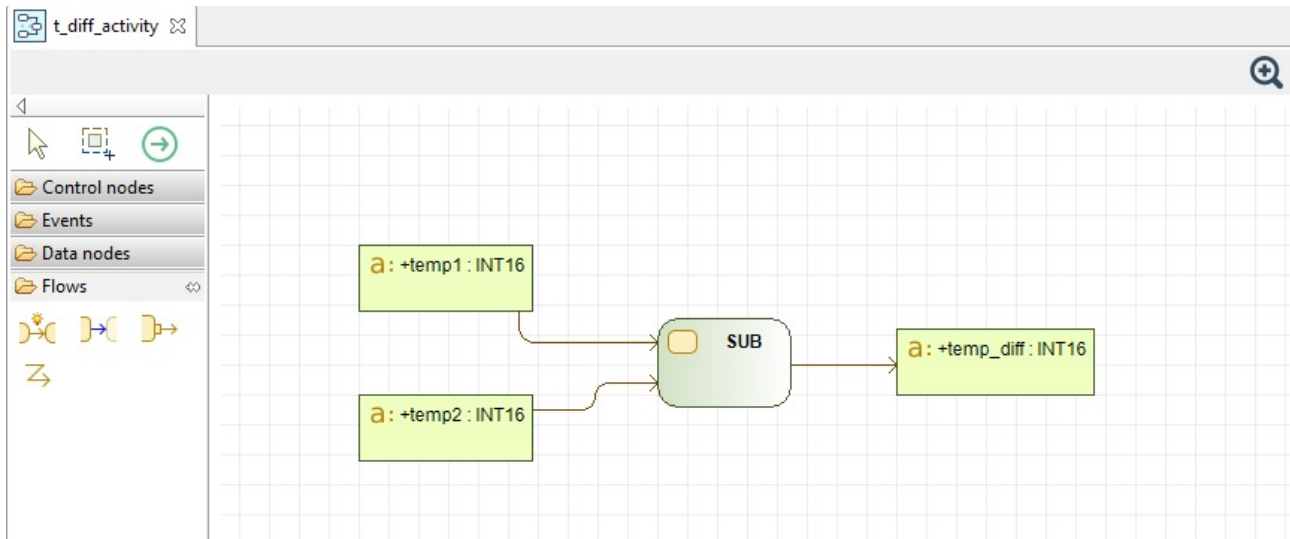 t_diff_activity
Control nodes
Events
Data nodes
Flows
a: +temp1 : INT16
SUB
a: +temp_diff : INT16
a: +temp2 : INT16